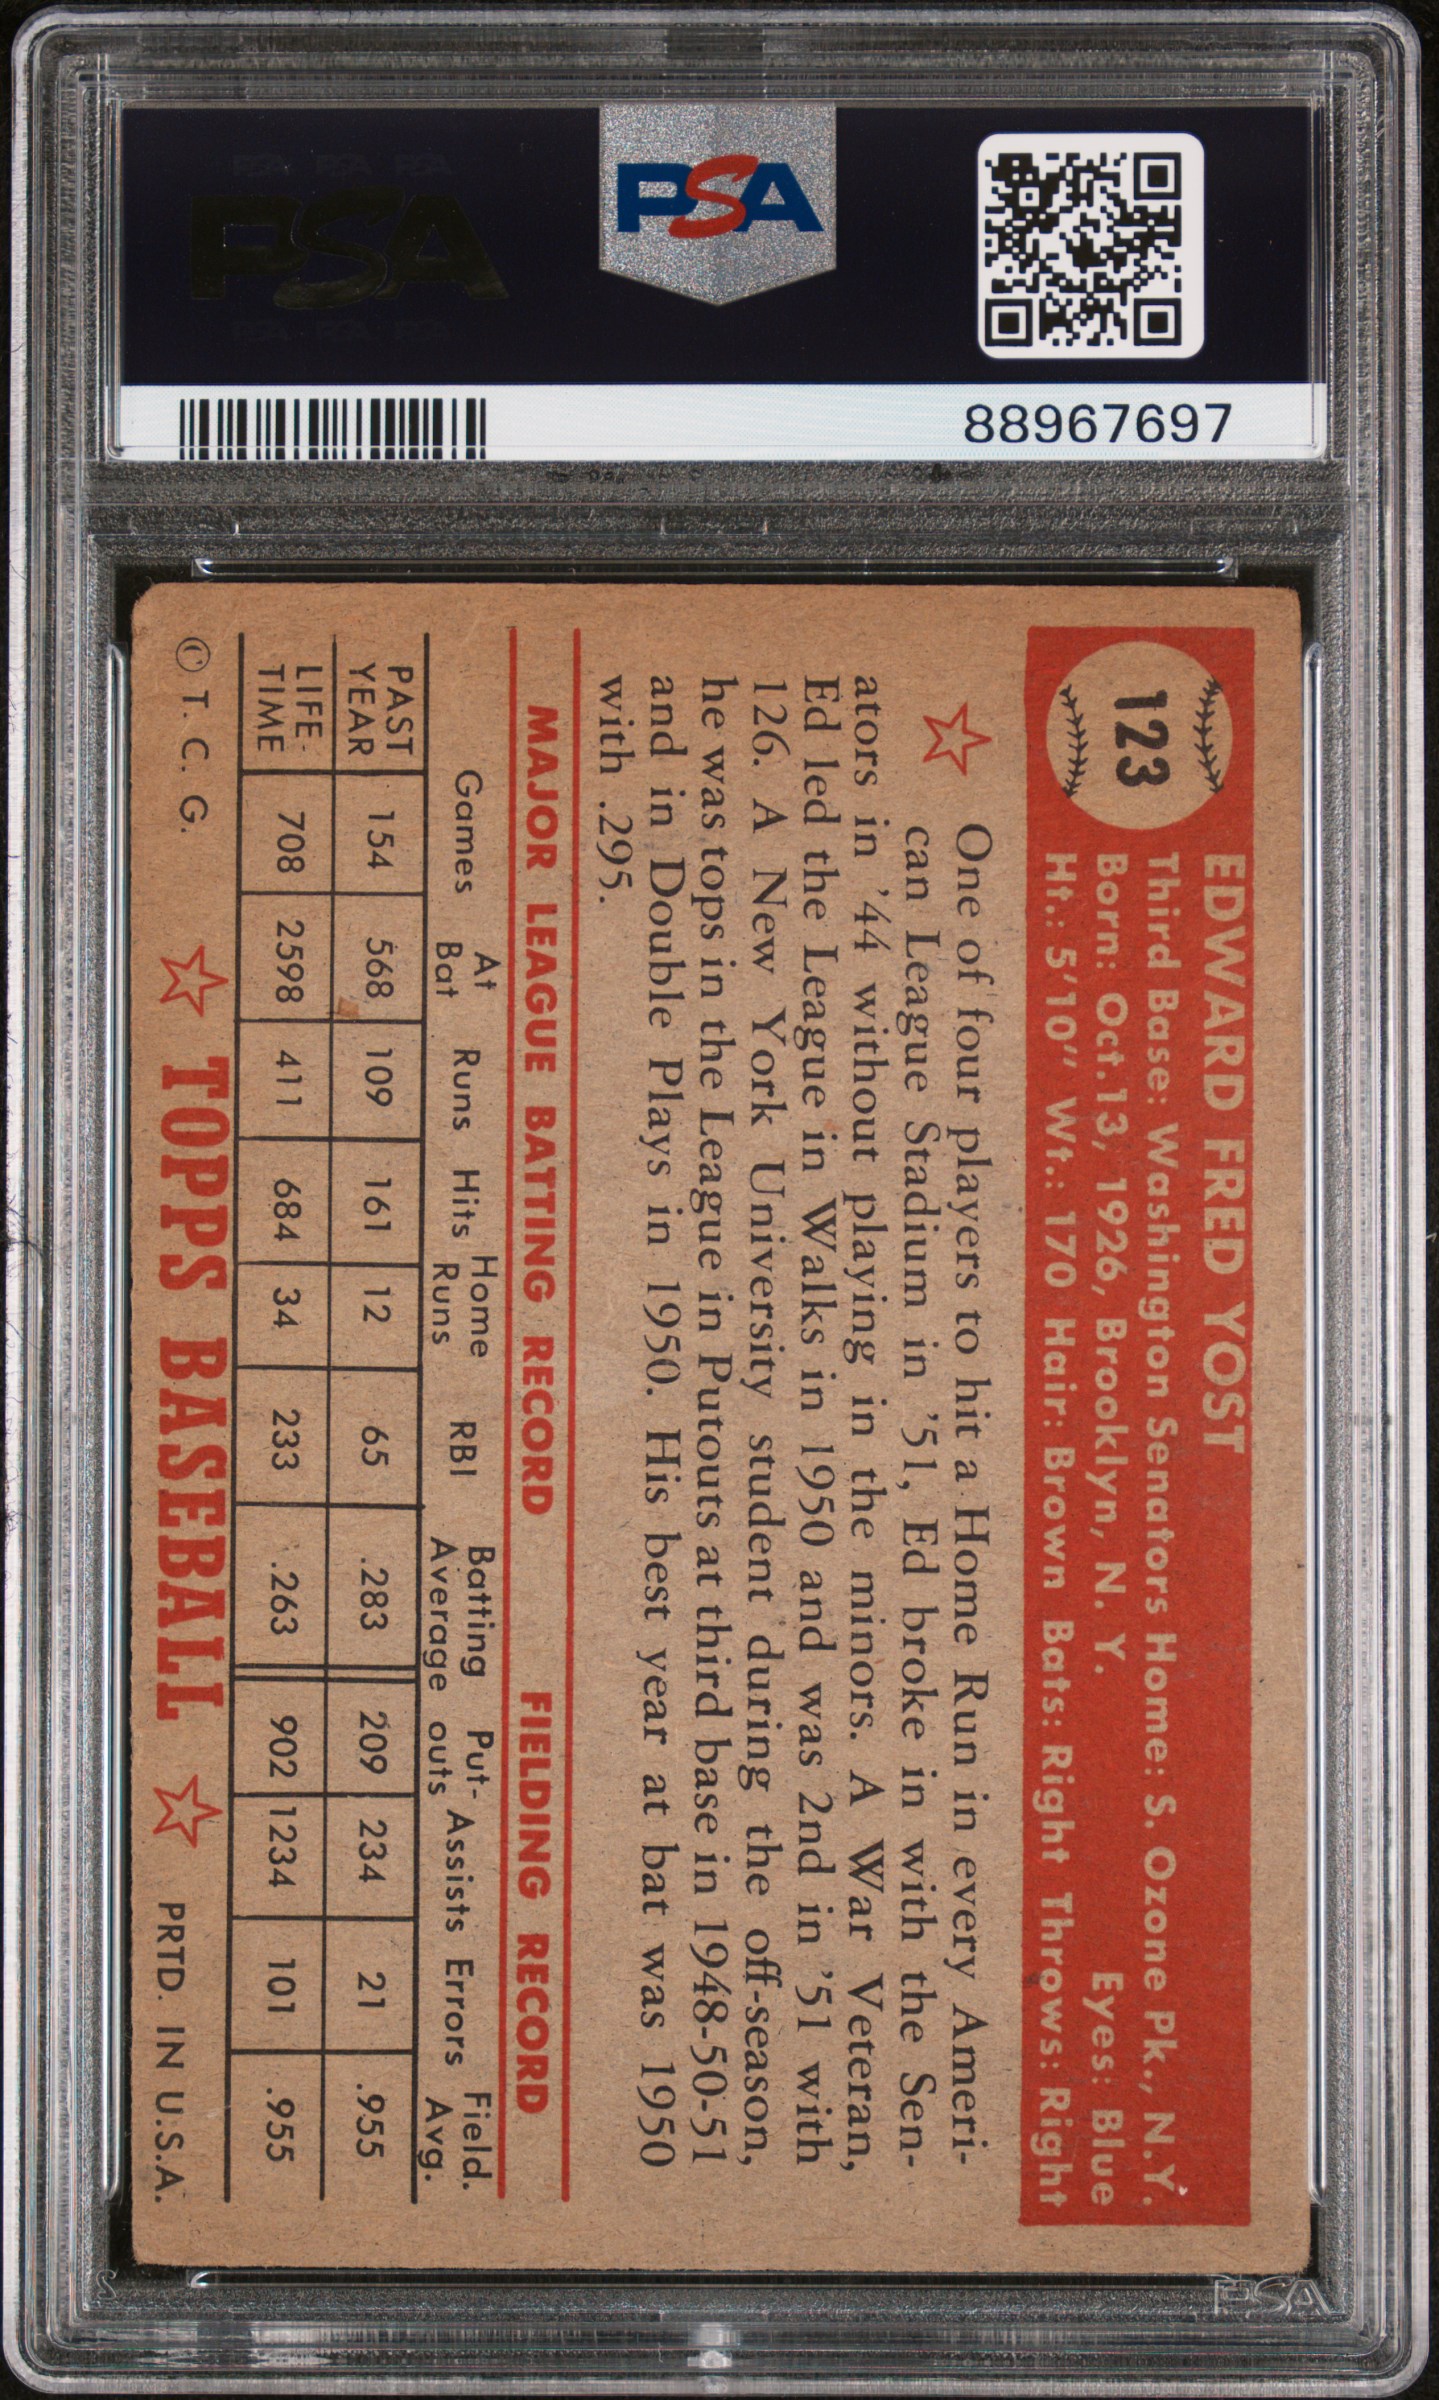 PSA PSA PSA
PSA
PSA PSA PSA
PSA
88967697
123
EDWARD FRED YOST
Third Base: Washington Senators Home: S. Ozone Pk., N.Y.
Born: Oct.13, 1926, Brooklyn, N. Y. Eyes: Blue
Ht.: 5'10" Wt.: 170 Hair: Brown Bats: Right Throws: Right
One of four players to hit a Home Run in every Ameri-
can League Stadium in '51, Ed broke in with the Sen-
ators in '44 without playing in the minors. A War Veteran,
Ed led the League in Walks in 1950 and was 2nd in '51 with
126. A New York University student during the off-season,
he was tops in the League in Putouts at third base in 1948-50-51
and in Double Plays in 1950. His best year at bat was 1950
with .295.
MAJOR LEAGUE BATTING RECORD FIELDING RECORD
Games At Bat Runs Hits Home Runs RBI Batting Average Put-outs Assists Errors Field. Avg.
PAST YEAR 154 568 109 161 12 65 .283 209 234 21 .955
LIFE-TIME 708 2598 411 684 34 233 .263 902 1234 101 .955
© T. C. G. TOPPS BASEBALL PRTD. IN U.S.A.
PSA